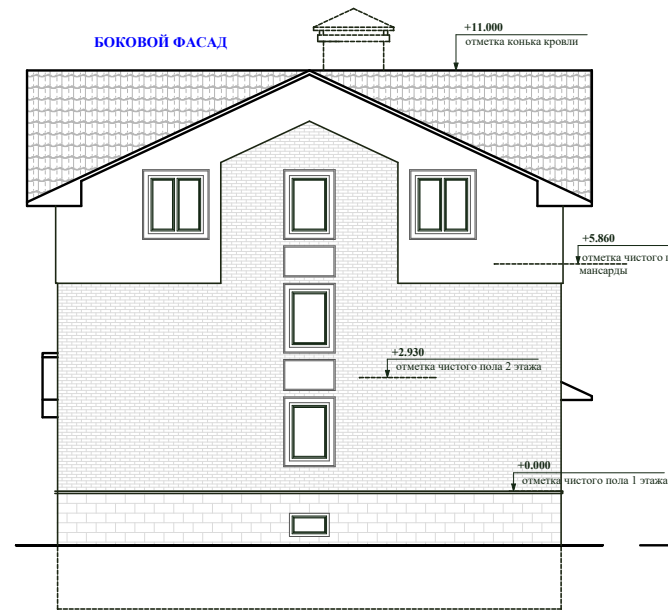 БОКОВОЙ ФАСАД
+11.000
отметка конька кровли
+5.860
отметка чистого
мансарды
+2.930
отметка чистого пола 2 этажа
+0.000
отметка чистого пола 1 этажа